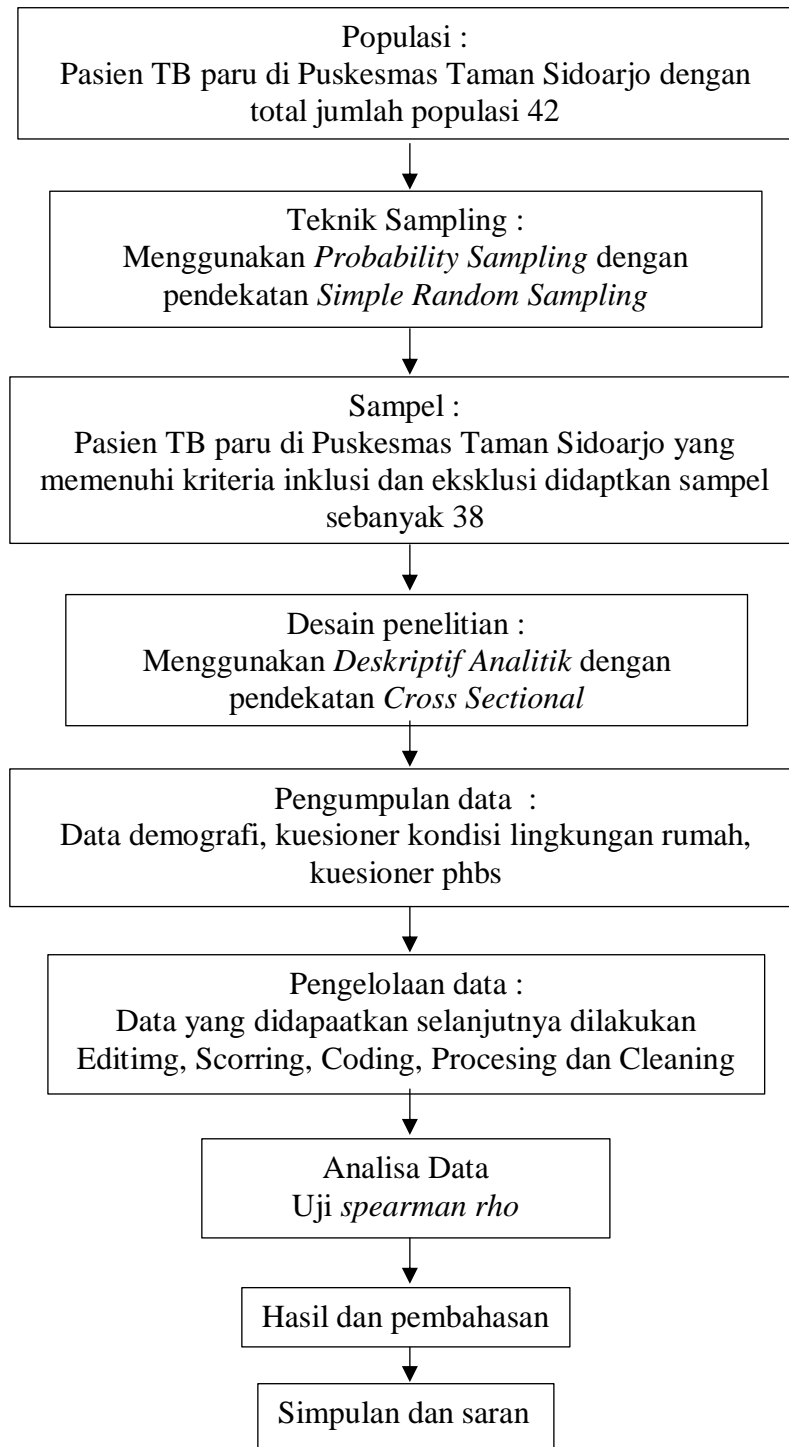 Populasi :
Pasien TB paru di Puskesmas Taman Sidoarjo dengan
total jumlah populasi 42
Teknik Sampling :
Menggunakan Probability Sampling dengan
pendekatan Simple Random Sampling
Sampel :
Pasien TB paru di Puskesmas Taman Sidoarjo yang
memenuhi kriteria inklusi dan eksklusi didaptkan sampel
sebanyak 38
Desain penelitian :
Menggunakan Deskriptif Analitik dengan
pendekatan Cross Sectional
Pengumpulan data  :
Data demografi, kuesioner kondisi lingkungan rumah,
kuesioner phbs
Pengelolaan data :
Data yang didapaatkan selanjutnya dilakukan
Editimg, Scorring, Coding, Procesing dan Cleaning
Analisa Data
Uji spearman rho
Hasil dan pembahasan
Simpulan dan saran